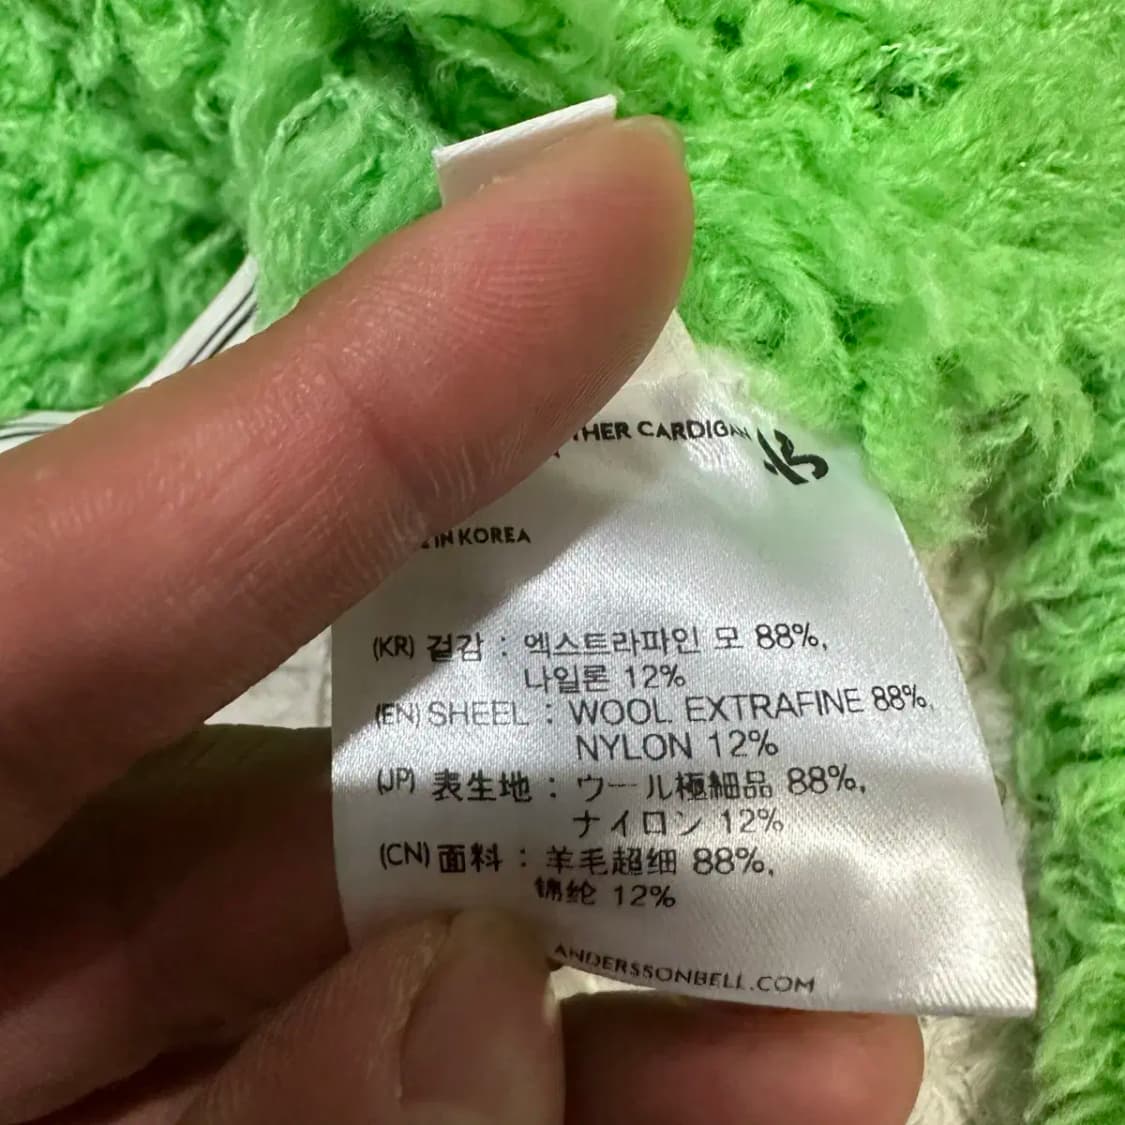 CARDIGAN
IN KOREA
(KR) 겉감 : 엑스트라파인 모 88%,
나일론 12%
(EN) SHEEL : WOOL EXTRAFINE 88%,
NYLON 12%
(JP) 表生地 : ウール極細品 88%,
ナイロン 12%
(CN) 面料 : 羊毛超细 88%,
锦纶 12%
ANDERSSONBELL.COM